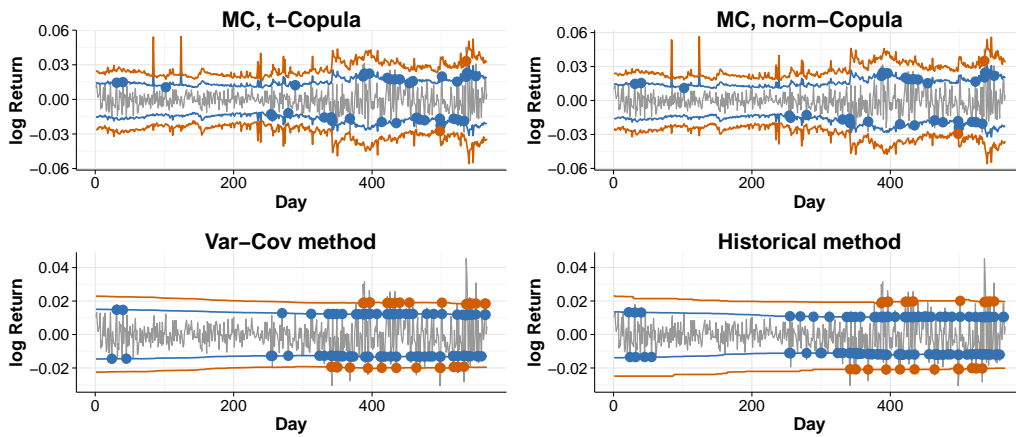 MC, t−Copula
log Return
0.06
0.03
0.00
−0.03
−0.06
0
200
400
Day
MC, norm−Copula
log Return
0.06
0.03
0.00
−0.03
−0.06
0
200
400
Day
Var−Cov method
log Return
0.04
0.02
0.00
−0.02
0
200
400
Day
Historical method
log Return
0.04
0.02
0.00
−0.02
0
200
400
Day